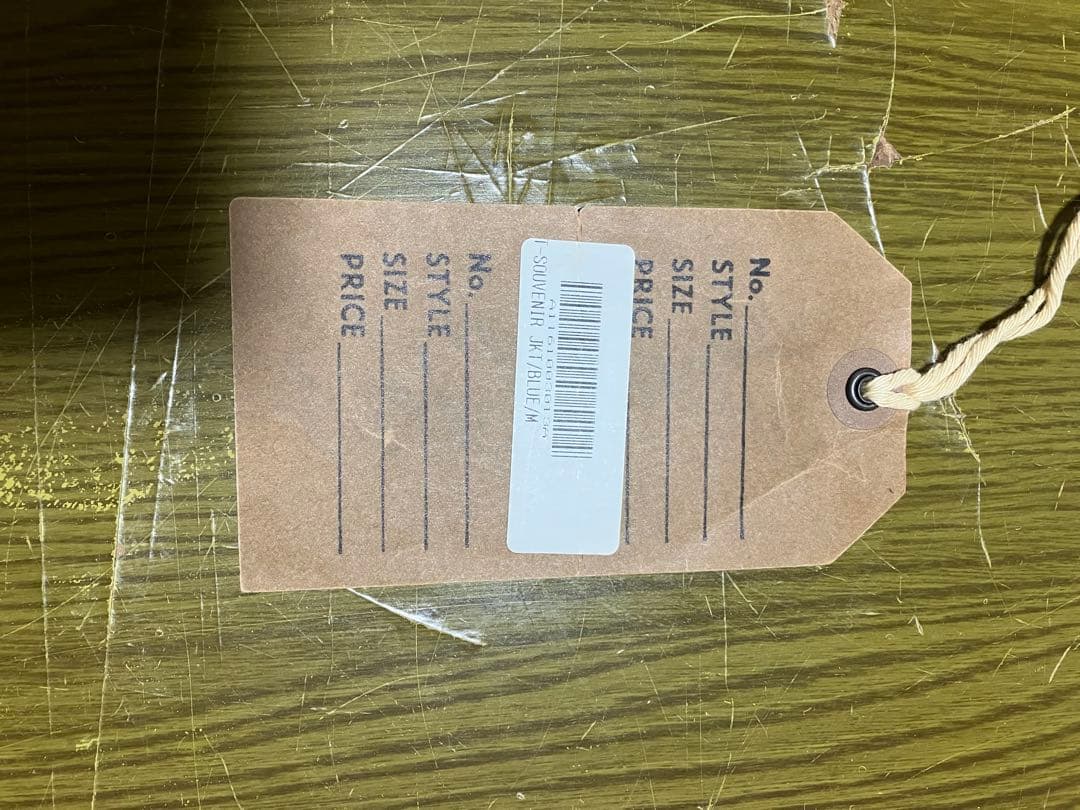 No.
STYLE
SIZE
PRICE
T-SOUVENIR JKT/BLUE/M
No.
STYLE
SIZE
PRICE